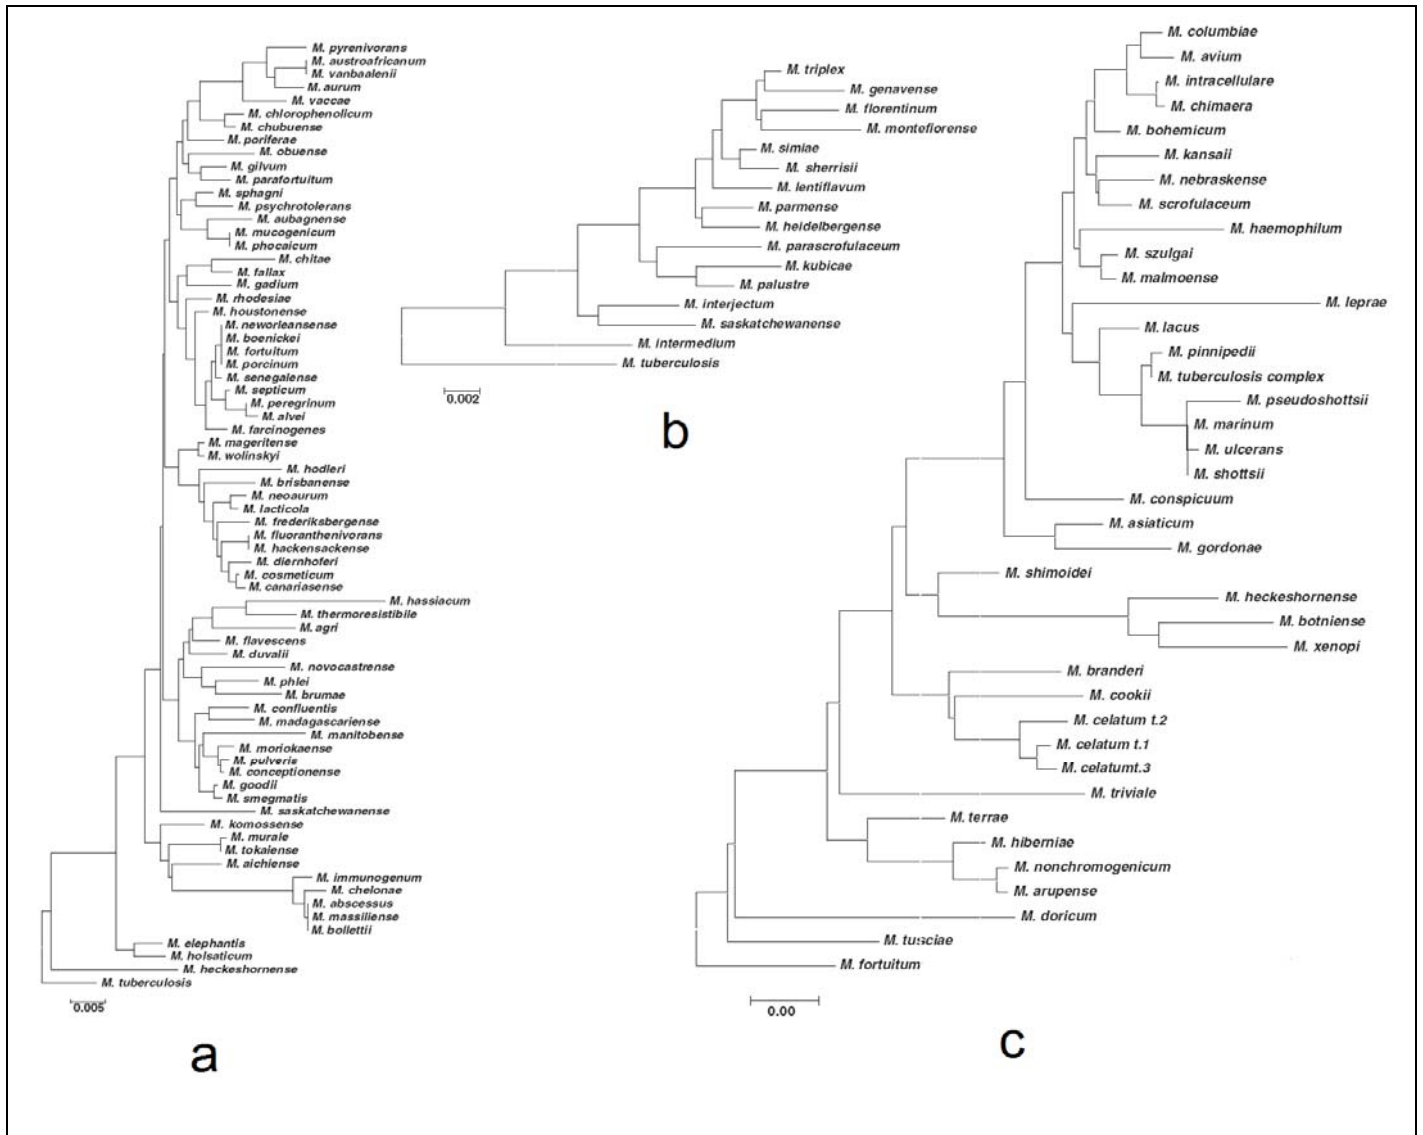 M. pyrenivorans
M. austroafricanum
M. vanbaalenii
M. aurum
M. vaccae
M. chlorophenolicum
M. chubuense
M. poriferae
M. obuense
M. gilvum
M. parafortuitum
M. sphagni
M. psychrotolerans
M. aubagnense
M. mucogenicum
M. phocaicum
M. chitae
M. fallax
M. gadium
M. rhodesiae
M. houstonense
M. neworleansense
M. boenickei
M. fortuitum
M. porcinum
M. senegalense
M. septicum
M. peregrinum
M. alvei
M. farcinogenes
M. mageritense
M. wolinskyi
M. hodleri
M. brisbanense
M. neoaurum
M. lacticola
M. frederiksbergense
M. fluoranthenivorans
M. hackensackense
M. diernhoferi
M. cosmeticum
M. canariasense
M. hassiacum
M. thermoresistibile
M. agri
M. flavescens
M. duvalii
M. novocastrense
M. phlei
M. brumae
M. confluentis
M. madagascariense
M. manitobense
M. moriokaense
M. pulveris
M. conceptionense
M. goodii
M. smegmatis
M. saskatchewanense
M. komossense
M. murale
M. tokaiense
M. aichiense
M. immunogenum
M. chelonae
M. abscessus
M. massiliense
M. bollettii
M. elephantis
M. holsaticum
M. heckeshornense
M. tuberculosis
0.005
a
M. triplex
M. genavense
M. florentinum
M. montefiorense
M. simiae
M. sherrisii
M. lentiflavum
M. parmense
M. heidelbergense
M. parascrofulaceum
M. kubicae
M. palustre
M. interjectum
M. saskatchewanense
M. intermedium
M. tuberculosis
0.002
b
M. columbiae
M. avium
M. intracellulare
M. chimaera
M. bohemicum
M. kansaii
M. nebraskense
M. scrofulaceum
M. haemophilum
M. szulgai
M. malmoense
M. leprae
M. lacus
M. pinnipedii
M. tuberculosis complex
M. pseudoshottsii
M. marinum
M. ulcerans
M. shottsii
M. conspicuum
M. asiaticum
M. gordonae
M. shimoidei
M. heckeshornense
M. botniense
M. xenopi
M. branderi
M. cookii
M. celatum t.2
M. celatum t.1
M. celatumt.3
M. triviale
M. terrae
M. hiberniae
M. nonchromogenicum
M. arupense
M. doricum
M. tusciae
M. fortuitum
0.00
c